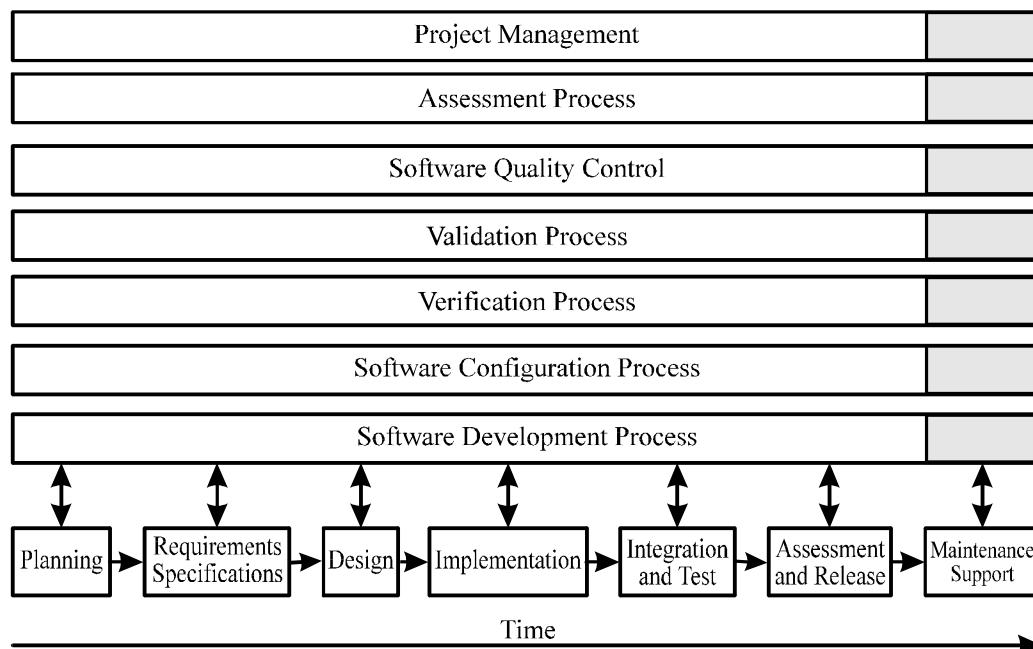 Project Management
Assessment Process
Software Quality Control
Validation Process
Verification Process
Software Configuration Process
Software Development Process
Planning
Requirements
Specifications
Design
Implementation
Integration
and Test
Assessment
and Release
Maintenance
Support
Time